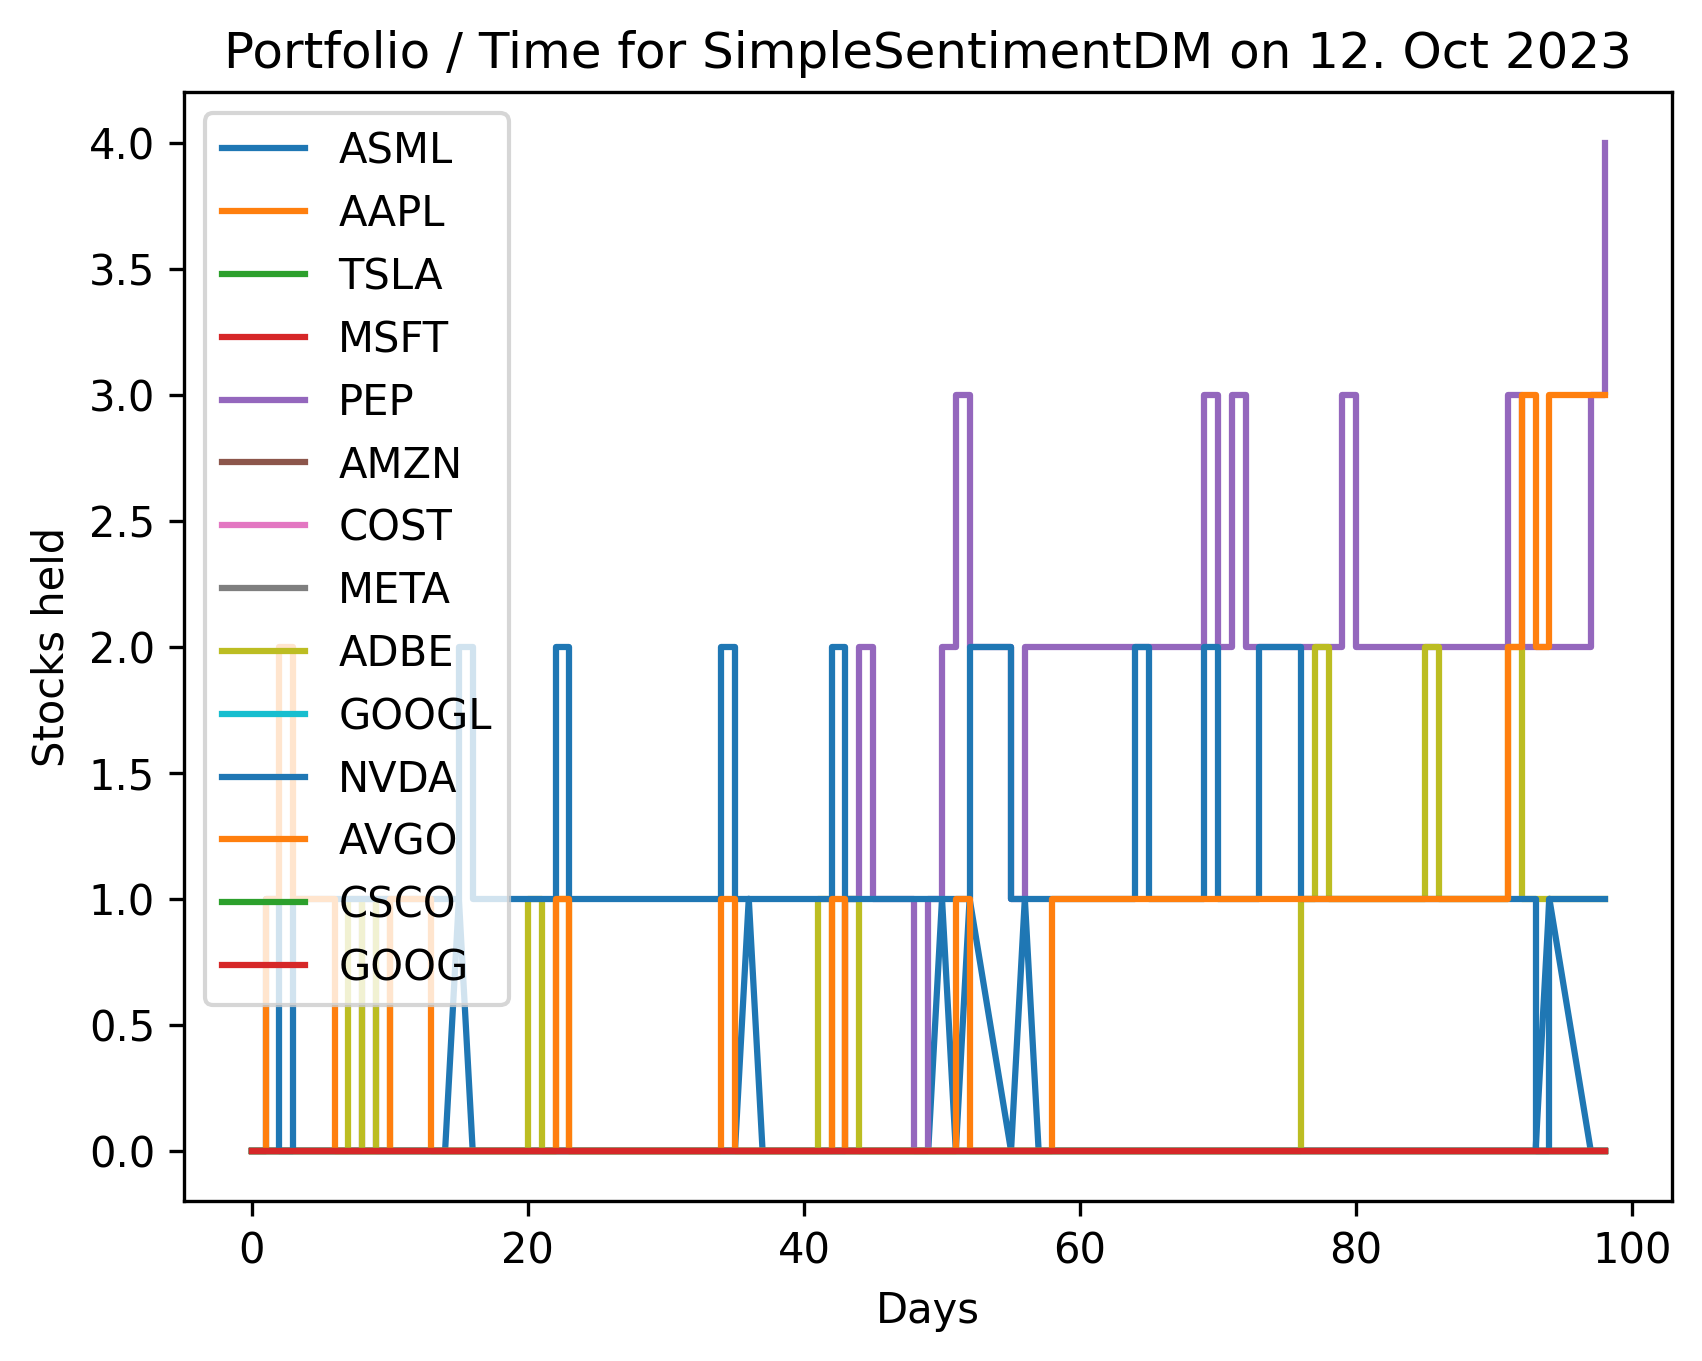 Portfolio / Time for SimpleSentimentDM on 12. Oct 2023
4.0
3.5
3.0
2.5
2.0
1.5
1.0
0.5
0.0
Stocks held
ASML
AAPL
TSLA
MSFT
PEP
AMZN
COST
META
ADBE
GOOGL
NVDA
AVGO
CSCO
GOOG
0 20 40 60 80 100
Days